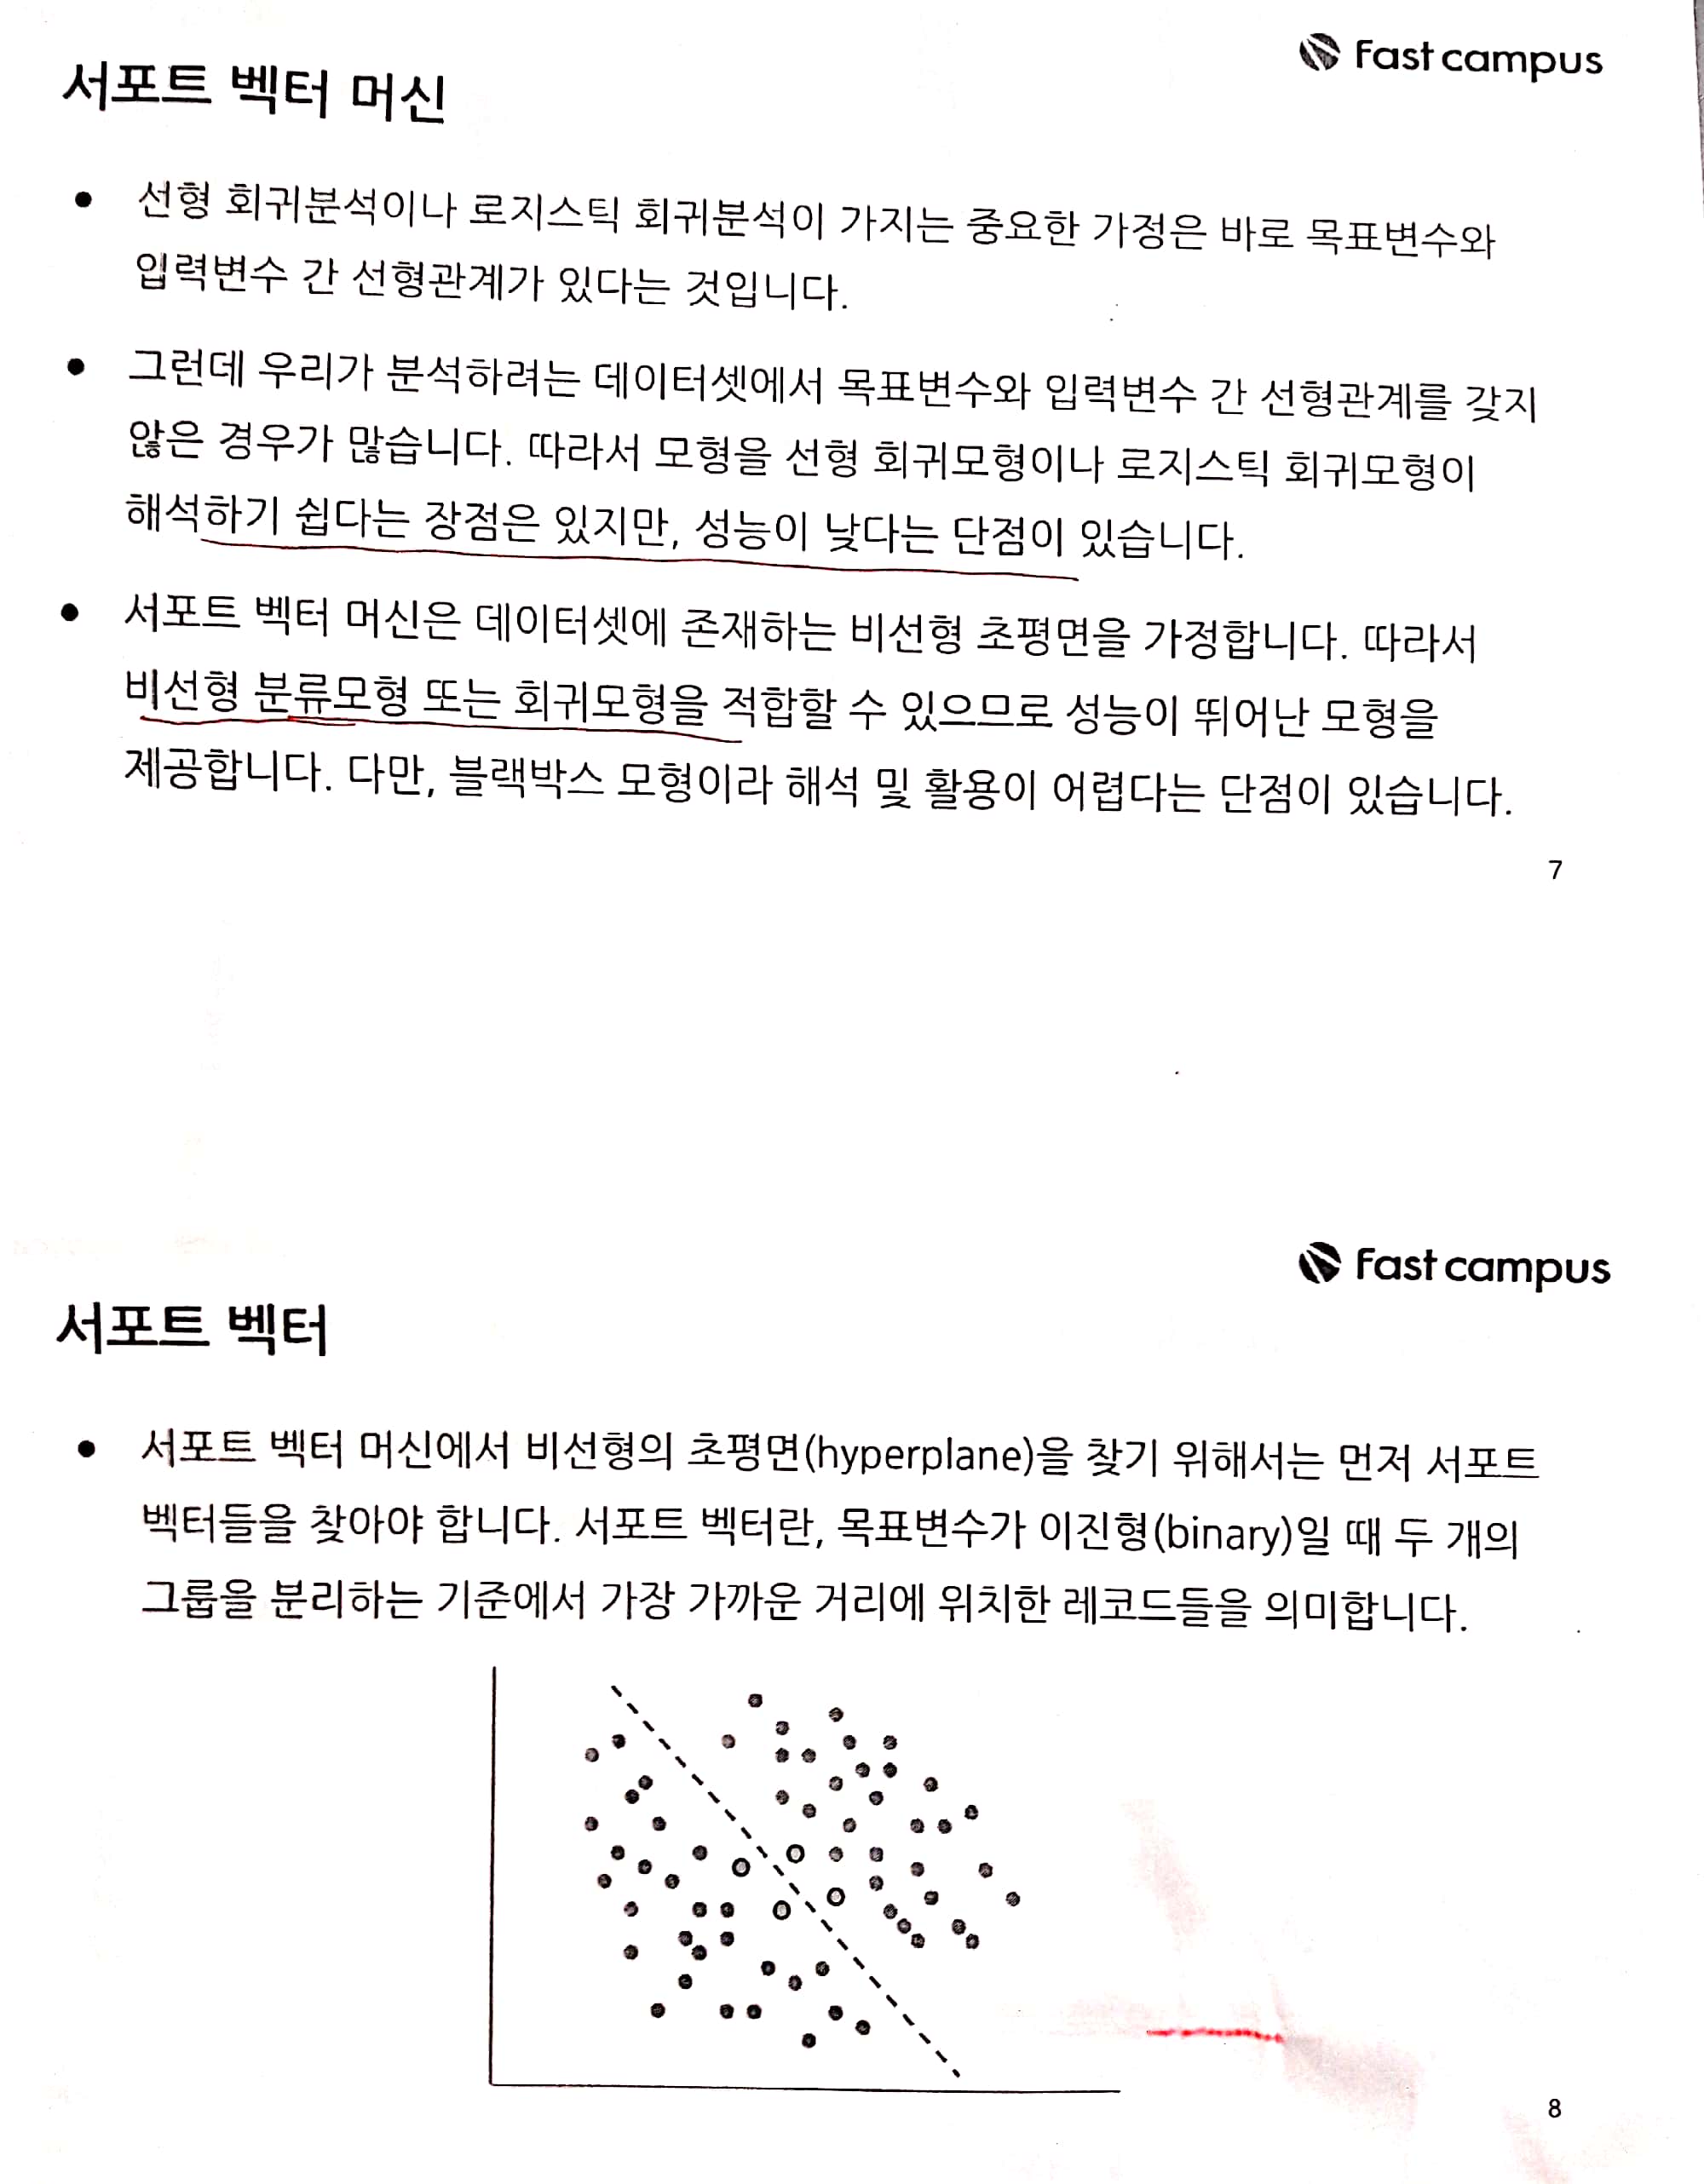 Fast campus
서포트 벡터 머신
• 선형 회귀분석이나 로지스틱 회귀분석이 가지는 중요한 가정은 바로 목표변수와
입력변수 간 선형관계가 있다는 것입니다.
• 그런데 우리가 분석하려는 데이터셋에서 목표변수와 입력변수 간 선형관계를 갖지
않은 경우가 많습니다. 따라서 모형을 선형 회귀모형이나 로지스틱 회귀모형이
해석하기 쉽다는 장점은 있지만, 성능이 낮다는 단점이 있습니다.
• 서포트 벡터 머신은 데이터셋에 존재하는 비선형 초평면을 가정합니다. 따라서
비선형 분류모형 또는 회귀모형을 적합할 수 있으므로 성능이 뛰어난 모형을
제공합니다. 다만, 블랙박스 모형이라 해석 및 활용이 어렵다는 단점이 있습니다.
7
Fast campus
서포트 벡터
• 서포트 벡터 머신에서 비선형의 초평면(hyperplane)을 찾기 위해서는 먼저 서포트
벡터들을 찾아야 합니다. 서포트 벡터란, 목표변수가 이진형(binary)일 때 두 개의
그룹을 분리하는 기준에서 가장 가까운 거리에 위치한 레코드들을 의미합니다.
8